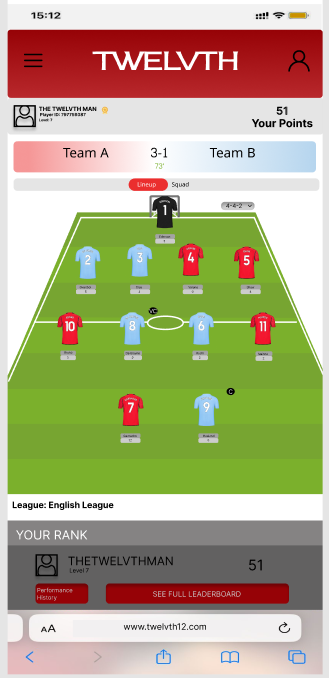 15:12
TWELVTH
THE TWELVTH MAN
Player ID: 797709287
Level 7
51
Your Points
Team A 3-1 Team B
73'
Lineup Squad
1
4-4-2
2 3 4 5
10 8 VC 6 11
7 9 C
League: English League
YOUR RANK
THETWELVTHMAN
Level 7
51
Performance
History
SEE FULL LEADERBOARD
AA www.twelvth12.com